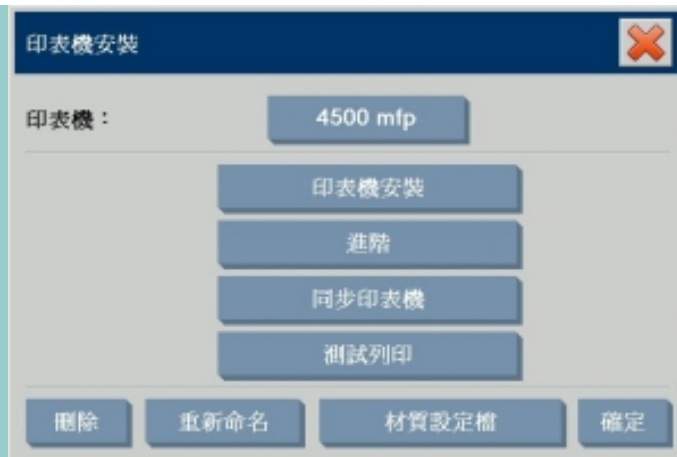 印表機安裝
印表機：
4500 mfp
印表機安裝
進階
同步印表機
測試列印
刪除
重新命名
材質設定檔
確定